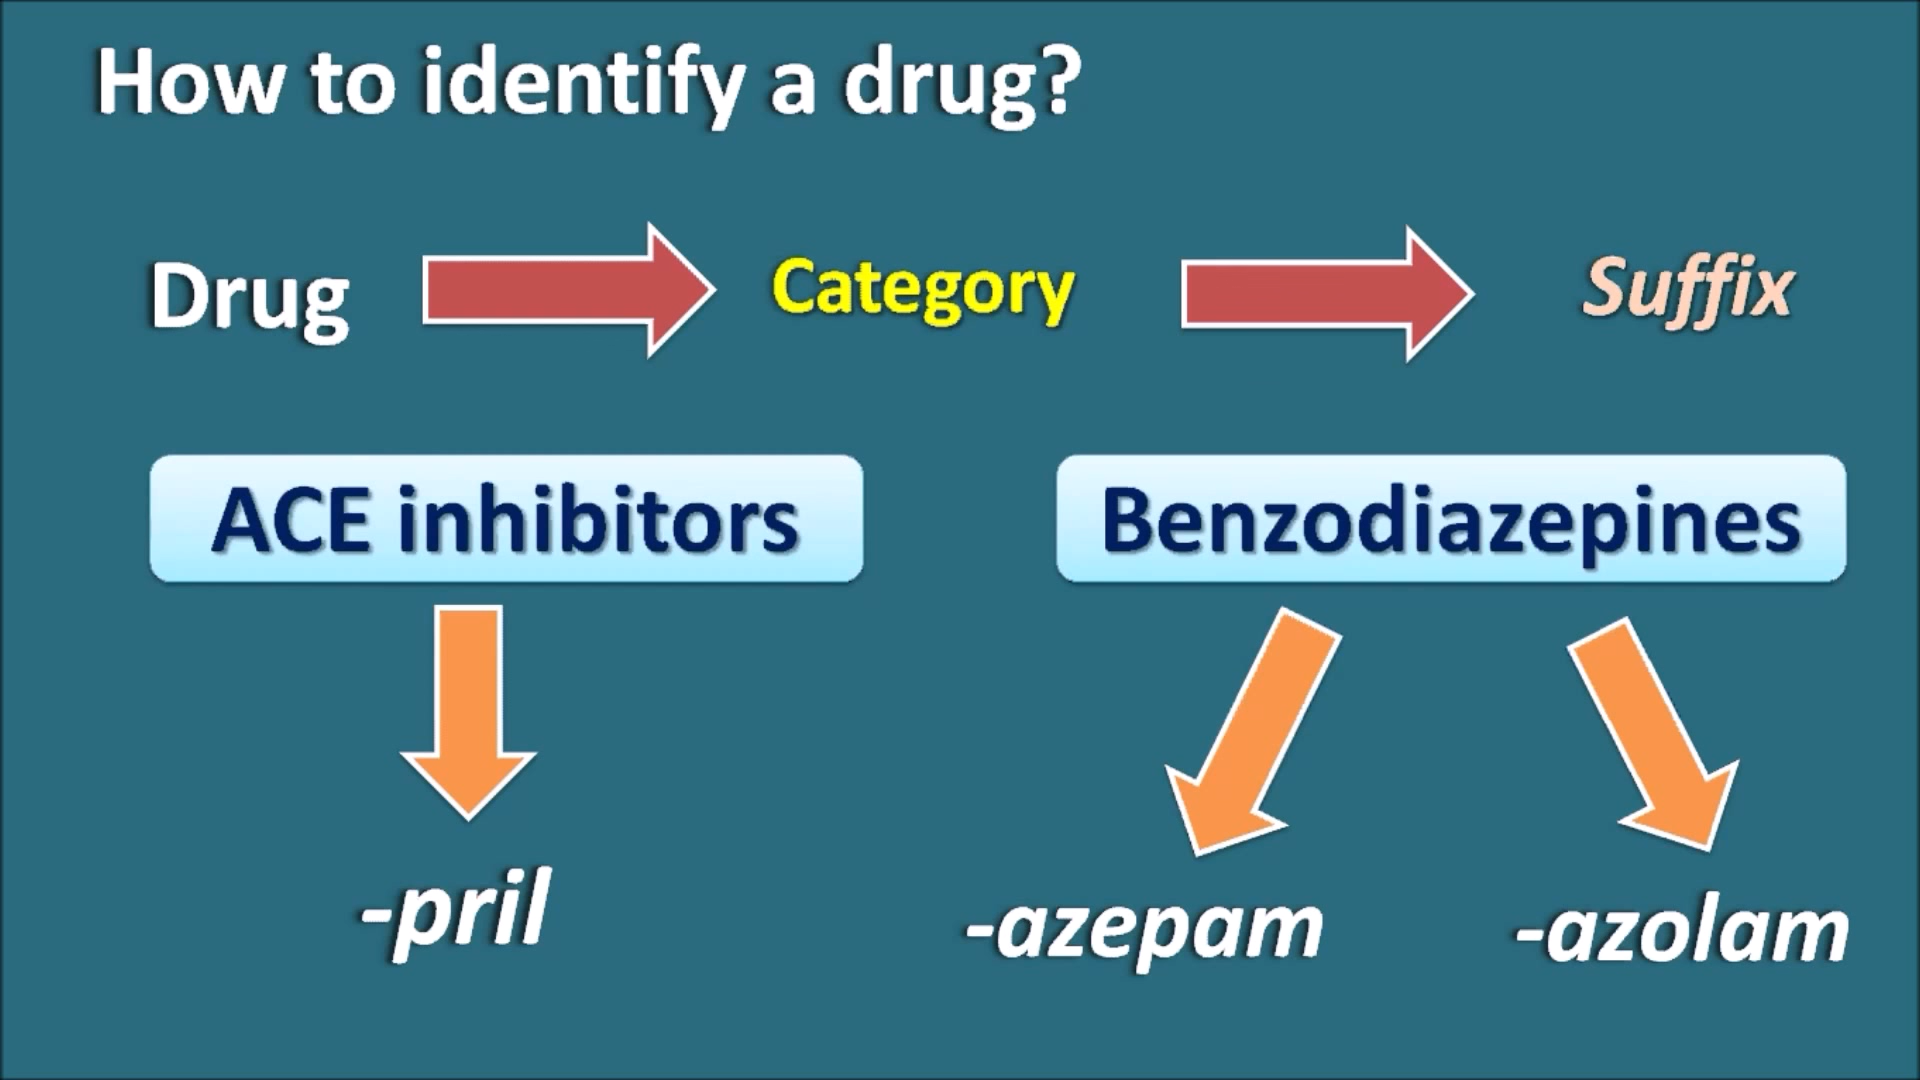 How to identify a drug?
Drug Category Suffix
ACE inhibitors Benzodiazepines
-pril -azepam -azolam